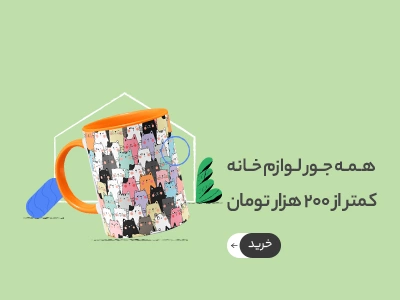 همه جور لوازم خانه
کمتر از ۲۰۰ هزار تومان
خرید